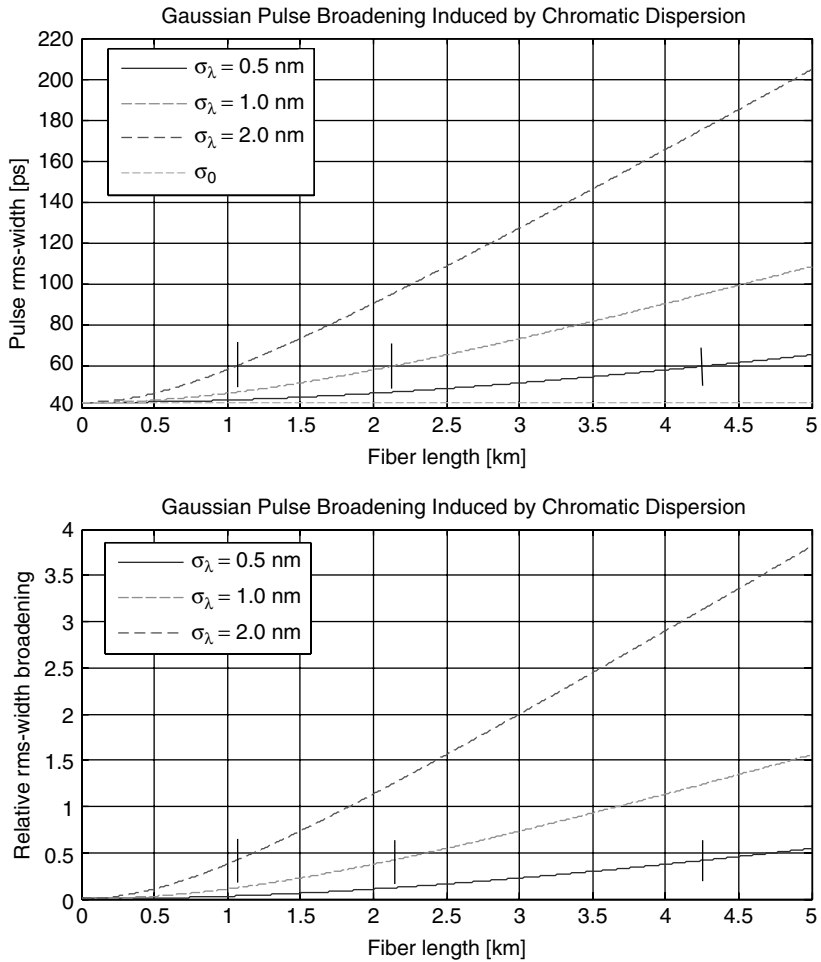 Gaussian Pulse Broadening Induced by Chromatic Dispersion
220
200
180
160
140
120
100
80
60
40
Pulse rms-width [ps]
σλ = 0.5 nm
σλ = 1.0 nm
σλ = 2.0 nm
σ0
0 0.5 1 1.5 2 2.5 3 3.5 4 4.5 5
Fiber length [km]
Gaussian Pulse Broadening Induced by Chromatic Dispersion
4
3.5
3
2.5
2
1.5
1
0.5
0
Relative rms-width broadening
σλ = 0.5 nm
σλ = 1.0 nm
σλ = 2.0 nm
0 0.5 1 1.5 2 2.5 3 3.5 4 4.5 5
Fiber length [km]